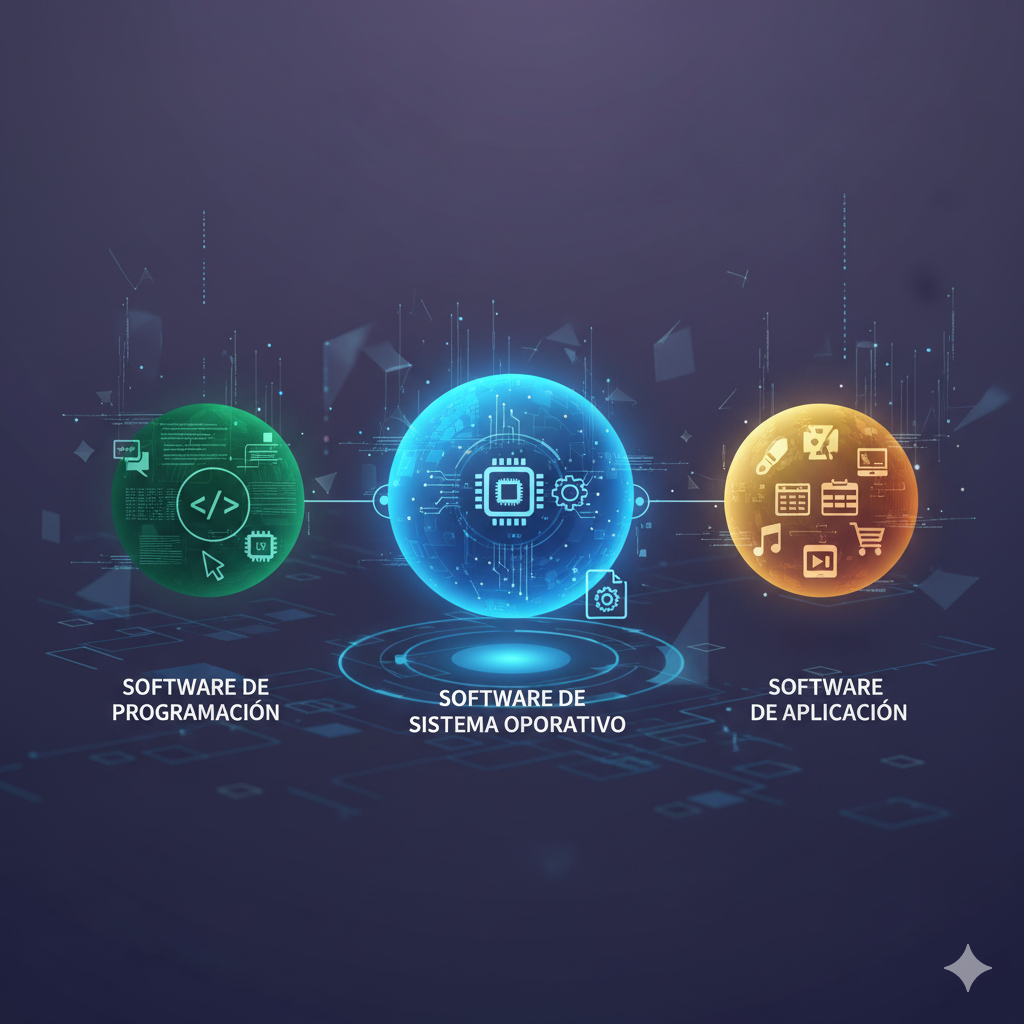 </>
SOFTWARE DE
PROGRAMACIÓN
SOFTWARE DE
SISTEMA OPORATIVO
SOFTWARE
DE APLICACIÓN